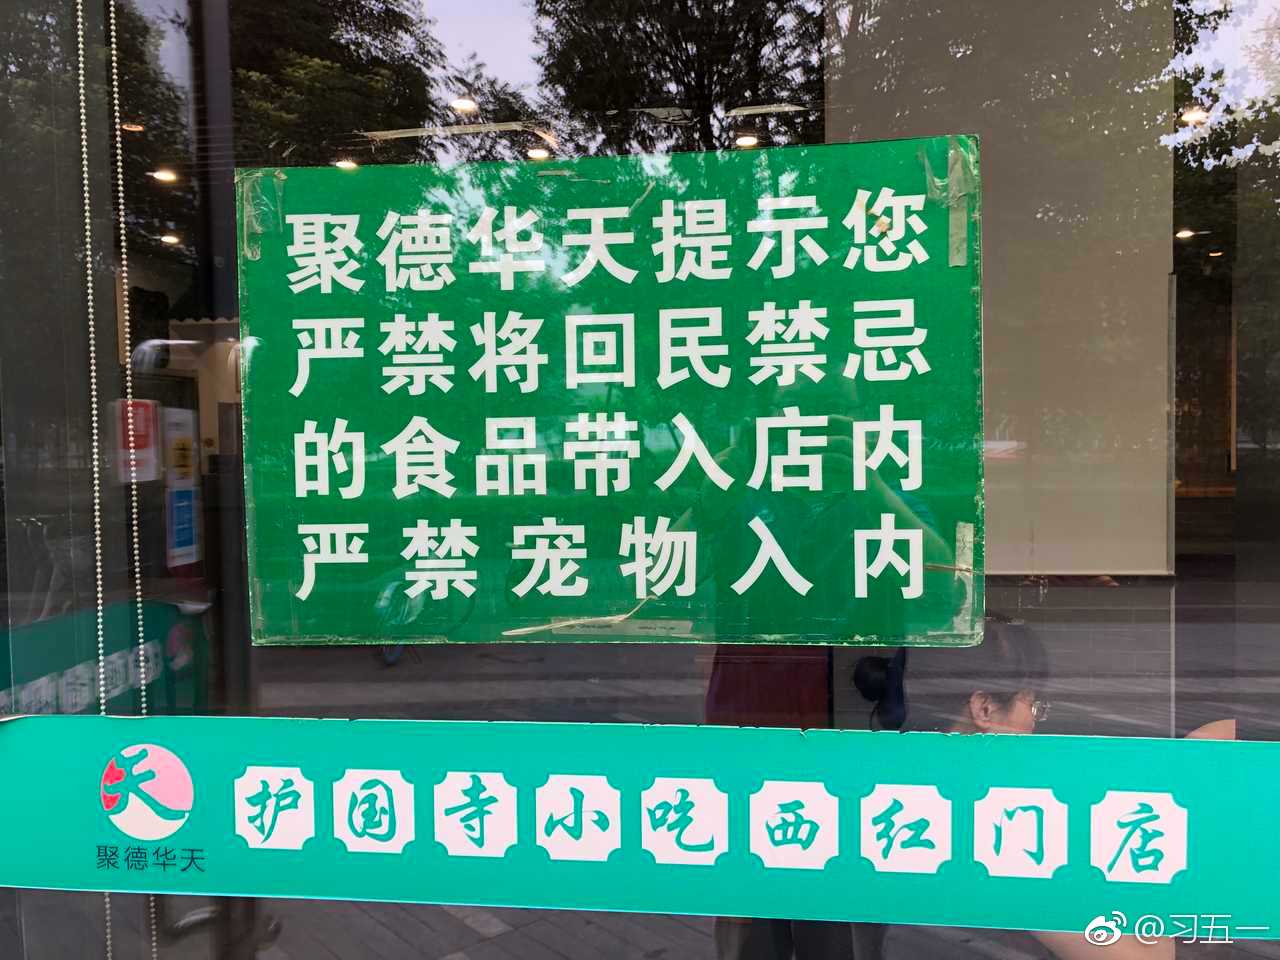 聚德华天提示您
严禁将回民禁忌
的食品带入店内
严禁宠物入内
天
聚德华天
护国寺小吃西红门店
@习五一